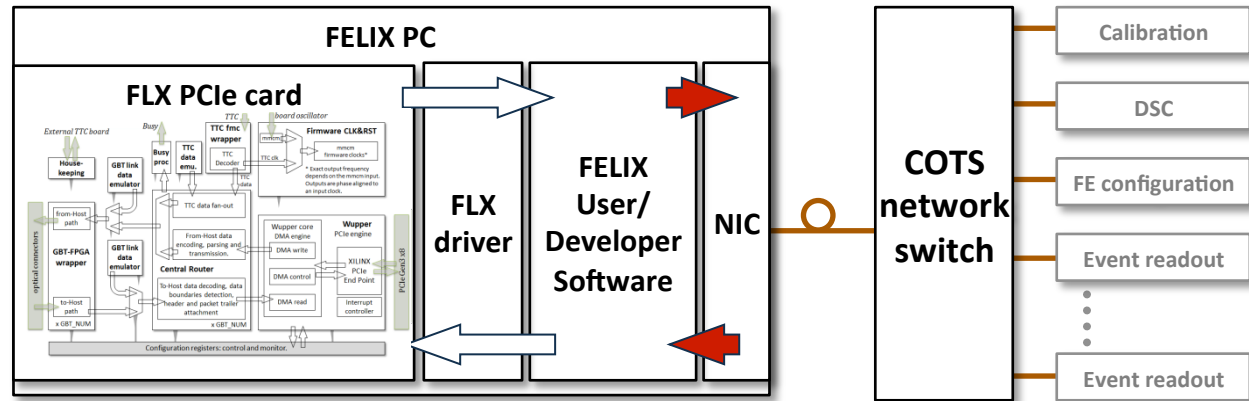 FELIX PC
FLX PCIe card
External TTC board
Busy
TTC
board oscillator
House-
keeping
GBT link
data
emulator
Busy
proc
TTC
data
emu.
TTC fmc
wrapper
TTC
Decoder
TTC clk
TTC
data
Firmware CLK&RST
mmcm
mmcm
firmware clocks*
* Exact output frequency
depends on the mmcm input.
Outputs are phase aligned to
an input clock.
optical connectors
from-Host
path
GBT-FPGA
wrapper
to-Host
path
x GBT_NUM
GBT link
data
emulator
TTC data fan-out
From-Host data
encoding, parsing and
transmission.
Central Router
To-Host data decoding, data
boundaries detection,
header and packet trailer
attachment
x GBT_NUM
Wupper core
DMA engine
DMA write
DMA control
DMA read
Wupper
PCIe engine
XILINX
PCIe
End Point
Interrupt
controller
PCIe Gen3 x8
Configuration registers: control and monitor.
FLX
driver
FELIX
User/
Developer
Software
NIC
COTS
network
switch
Calibration
DSC
FE configuration
Event readout
Event readout